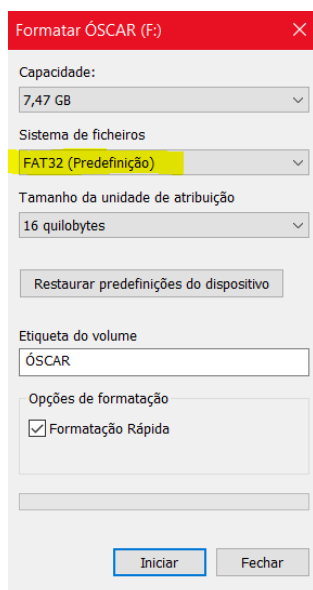 Formatar ÓSCAR (F:)
Capacidade:
7,47 GB
Sistema de ficheiros
FAT32 (Predefinição)
Tamanho da unidade de atribuição
16 quilobytes
Restaurar predefinições do dispositivo
Etiqueta do volume
ÓSCAR
Opções de formatação
Formatação Rápida
Iniciar
Fechar